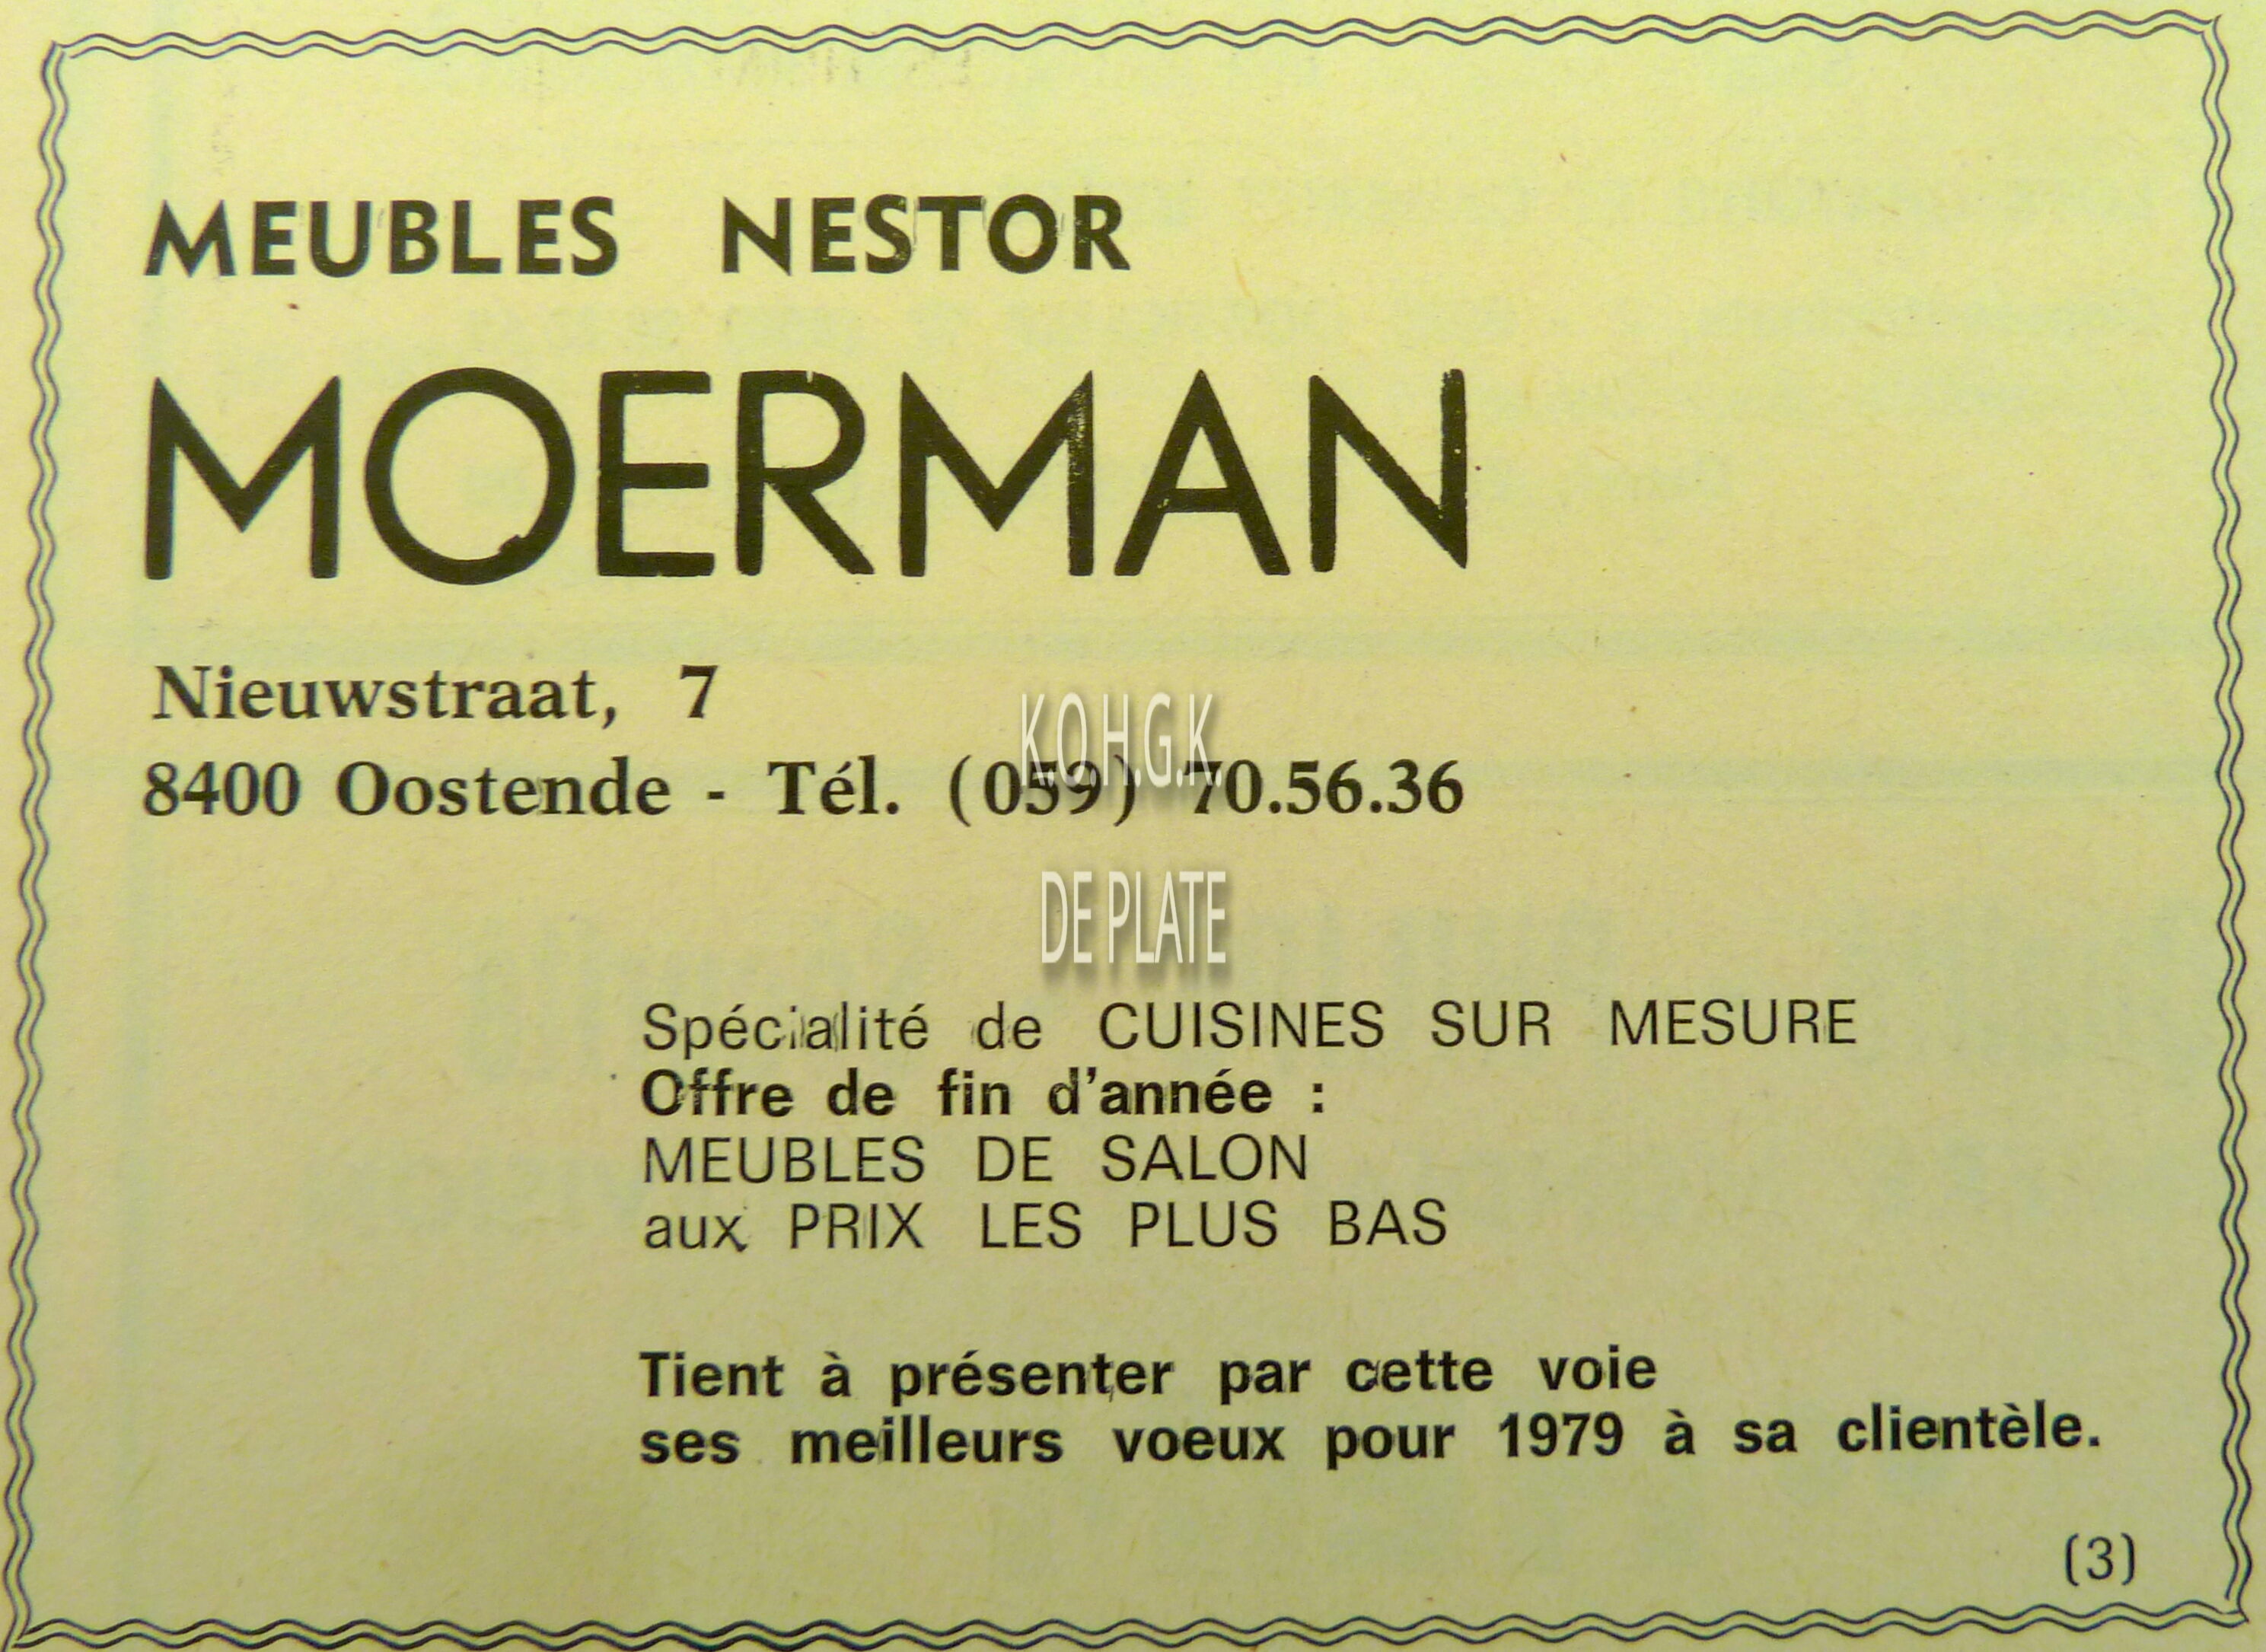 MEUBLES NESTOR
MOERMAN
Nieuwstraat, 7
8400 Oostende - Tél. (059) 70.56.36
K.O.H.G.K.
DE PLATE
Spécialité de CUISINES SUR MESURE
Offre de fin d'année :
MEUBLES DE SALON
aux PRIX LES PLUS BAS
Tient à présenter par cette voie
ses meilleurs voeux pour 1979 à sa clientèle.
(3)